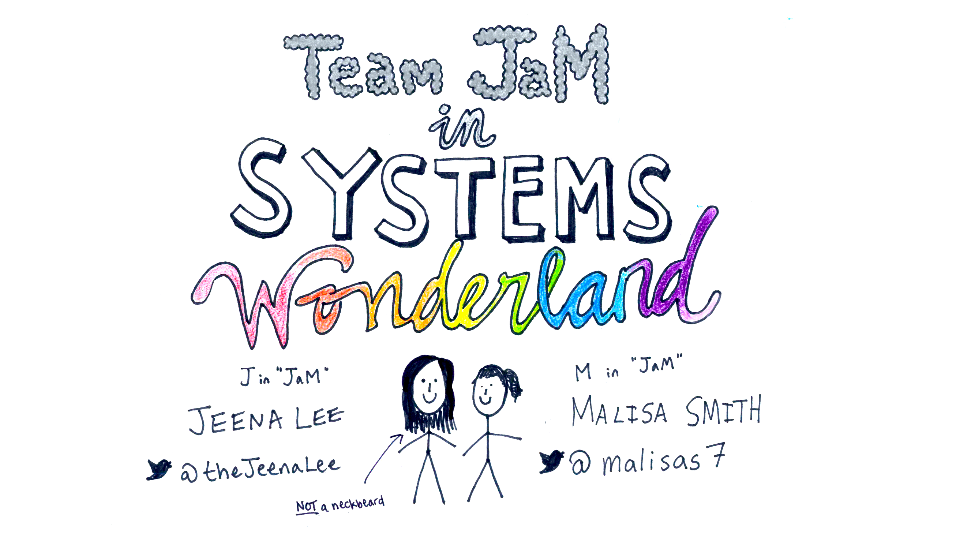 Team JaM
in
SYSTEMS
Wonderland
J in "JaM"
JEENA LEE
@theJeenaLee
NOT a neckbeard
M in "JaM"
MALISA SMITH
@malisas7